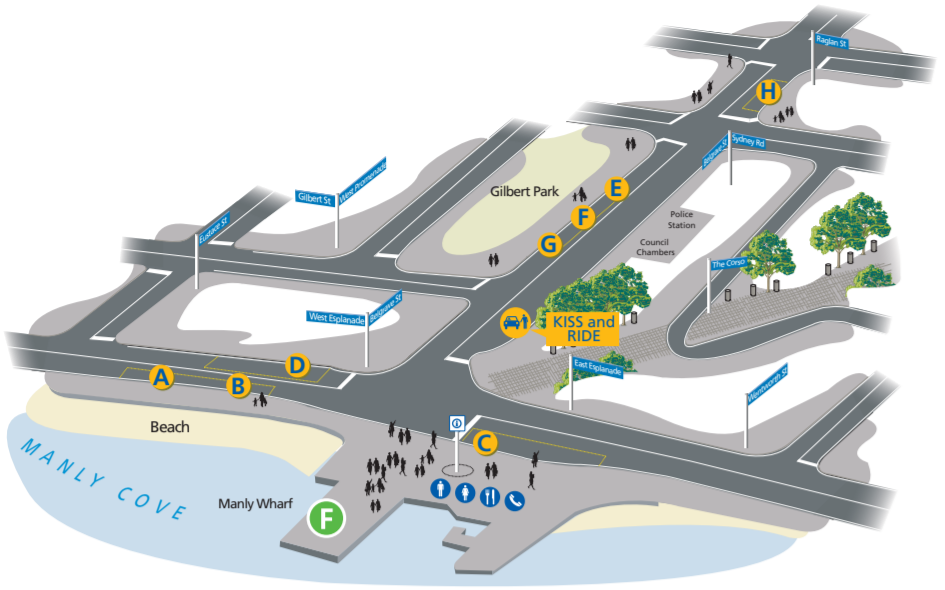 Raglan St
H
Belgrave St
Sydney Rd
Gilbert Park
E
F
G
Police
Station
Council
Chambers
West Promenade
Gilbert St
Eustace St
The Corso
KISS and
RIDE
West Esplanade
Belgrave St
East Esplanade
Wentworth St
A
B
D
C
Beach
MANLY COVE
Manly Wharf
F
i